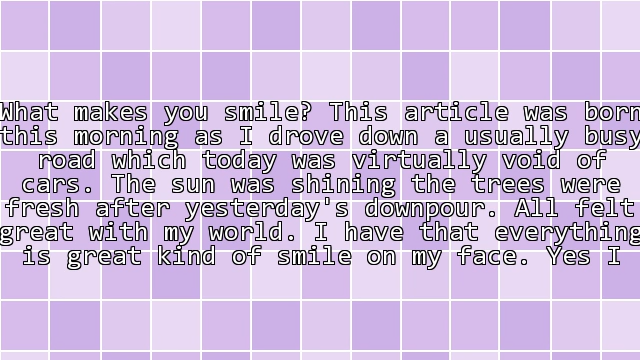 What makes you smile? This article was born
this morning as I drove down a usually busy
road which today was virtually void of
cars. The sun was shining the trees were
fresh after yesterday's downpour. All felt
great with my world. I have that everything
is great kind of smile on my face. Yes I